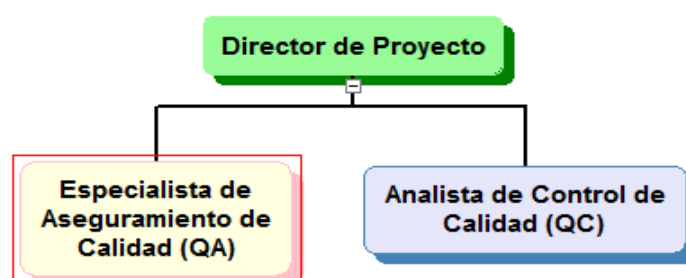 Director de Proyecto
Especialista de
Aseguramiento de
Calidad (QA)
Analista de Control de
Calidad (QC)